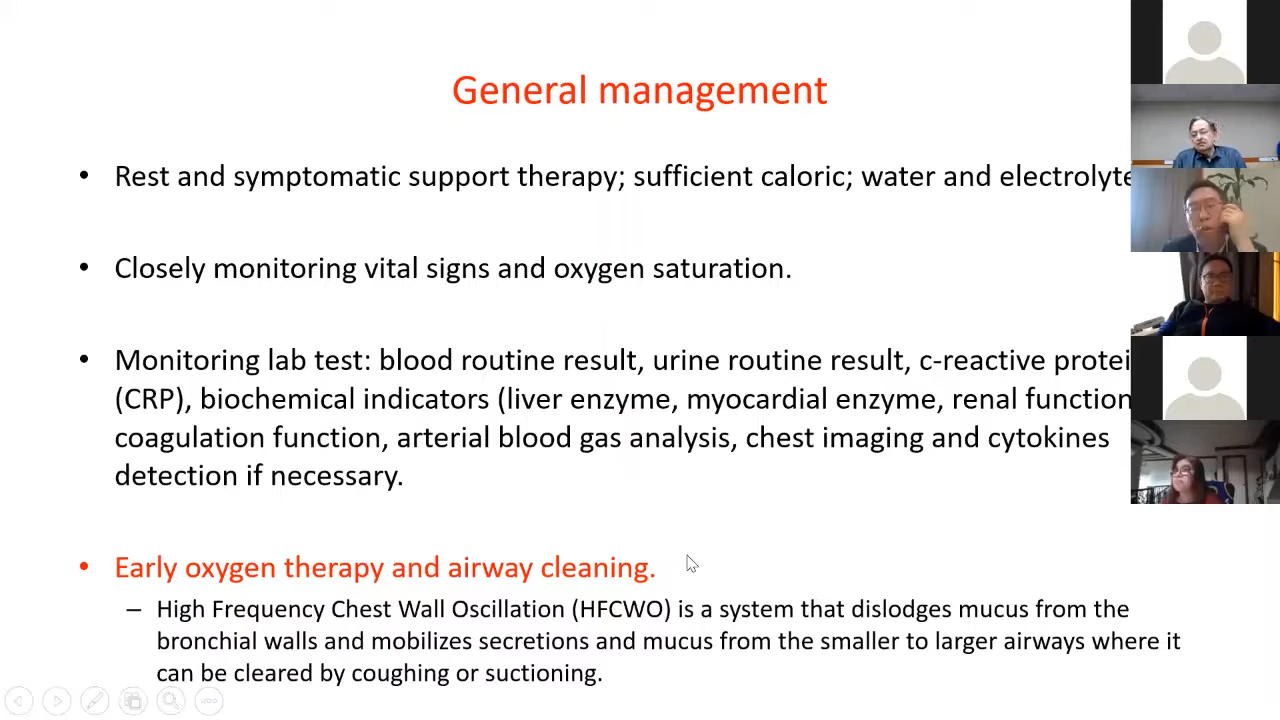 General management
• Rest and symptomatic support therapy; sufficient caloric; water and electrolyte
• Closely monitoring vital signs and oxygen saturation.
• Monitoring lab test: blood routine result, urine routine result, c-reactive protei
(CRP), biochemical indicators (liver enzyme, myocardial enzyme, renal function
coagulation function, arterial blood gas analysis, chest imaging and cytokines
detection if necessary.
• Early oxygen therapy and airway cleaning.
– High Frequency Chest Wall Oscillation (HFCWO) is a system that dislodges mucus from the
bronchial walls and mobilizes secretions and mucus from the smaller to larger airways where it
can be cleared by coughing or suctioning.